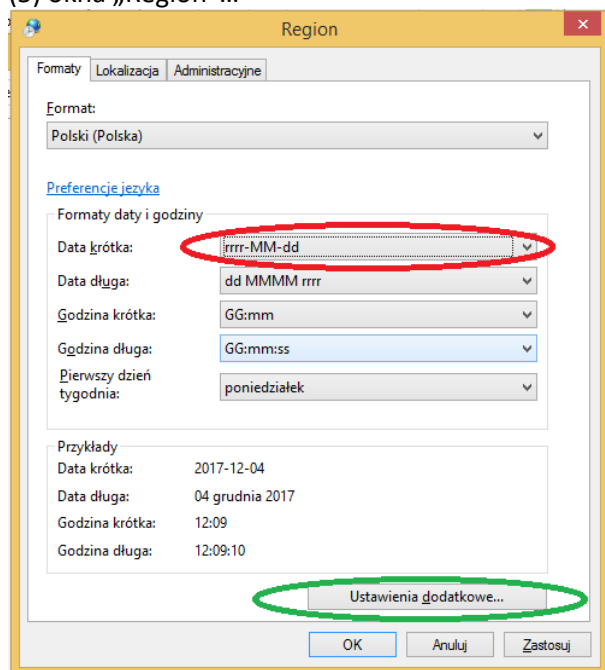 (3) okna „Region"...
Region
Formaty Lokalizacja Administracyjne
Format:
Polski (Polska)
Preferencje języka
Formaty daty i godziny
Data krótka: rrrr-MM-dd
Data długa: dd MMMM rrrr
Godzina krótka: GG:mm
Godzina długa: GG:mm:ss
Pierwszy dzień
tygodnia: poniedziałek
Przykłady
Data krótka: 2017-12-04
Data długa: 04 grudnia 2017
Godzina krótka: 12:09
Godzina długa: 12:09:10
Ustawienia dodatkowe...
OK Anuluj Zastosuj